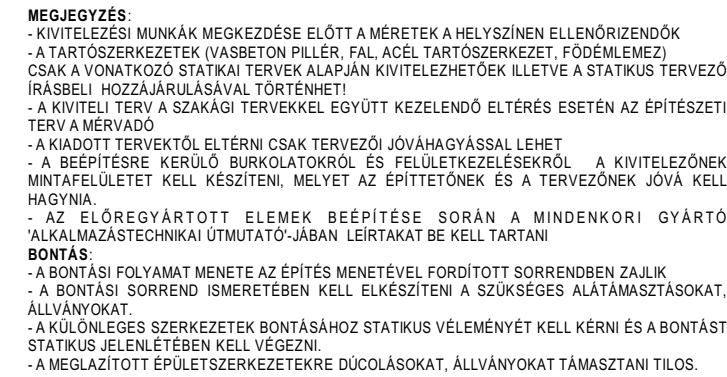 MEGJEGYZÉS:
- KIVITELEZÉSI MUNKÁK MEGKEZDÉSE ELŐTT A MÉRETEK A HELYSZÍNEN ELLENŐRIZENDŐK
- A TARTÓSZERKEZETEK (VASBETON PILLÉR, FAL, ACÉL TARTÓSZERKEZET, FÖDÉMLEMEZ)
CSAK A VONATKOZÓ STATIKAI TERVEK ALAPJÁN KIVITELEZHETŐEK ILLETVE A STATIKUS TERVEZŐ
ÍRÁSBELI HOZZÁJÁRULÁSÁVAL TÖRTÉNHET!
- A KIVITELI TERV A SZAKÁGI TERVEKKEL EGYÜTT KEZELENDŐ ELTÉRÉS ESETÉN AZ ÉPÍTÉSZETI
TERV A MÉRVADÓ
- A KIADOTT TERVEKTŐL ELTÉRNI CSAK TERVEZŐI JÓVÁHAGYÁSSAL LEHET
- A BEÉPÍTÉSRE KERÜLŐ BURKOLATOKRÓL ÉS FELÜLETKEZELÉSEKRŐL A KIVITELEZŐNEK
MINTAFELÜLETET KELL KÉSZÍTENI, MELYET AZ ÉPÍTTETŐNEK ÉS A TERVEZŐNEK JÓVÁ KELL
HAGYNIA.
- AZ ELŐREGYÁRTOTT ELEMEK BEÉPÍTÉSE SORÁN A MINDENKORI GYÁRTÓ
'ALKALMAZÁSTECHNIKAI ÚTMUTATÓ'-JÁBAN LEÍRTAKAT BE KELL TARTANI
BONTÁS:
- A BONTÁSI FOLYAMAT MENETE AZ ÉPÍTÉS MENETÉVEL FORDÍTOTT SORRENDBEN ZAJLIK
- A BONTÁSI SORREND ISMERETÉBEN KELL ELKÉSZÍTENI A SZÜKSÉGES ALÁTÁMASZTÁSOKAT,
ÁLLVÁNYOKAT.
- A KÜLÖNLEGES SZERKEZETEK BONTÁSÁHOZ STATIKUS VÉLEMÉNYÉT KELL KÉRNI ÉS A BONTÁST
STATIKUS JELENLÉTÉBEN KELL VÉGEZNI.
- A MEGLAZÍTOTT ÉPÜLETSZERKEZETEKRE DÚCOLÁSOKAT, ÁLLVÁNYOKAT TÁMASZTANI TILOS.